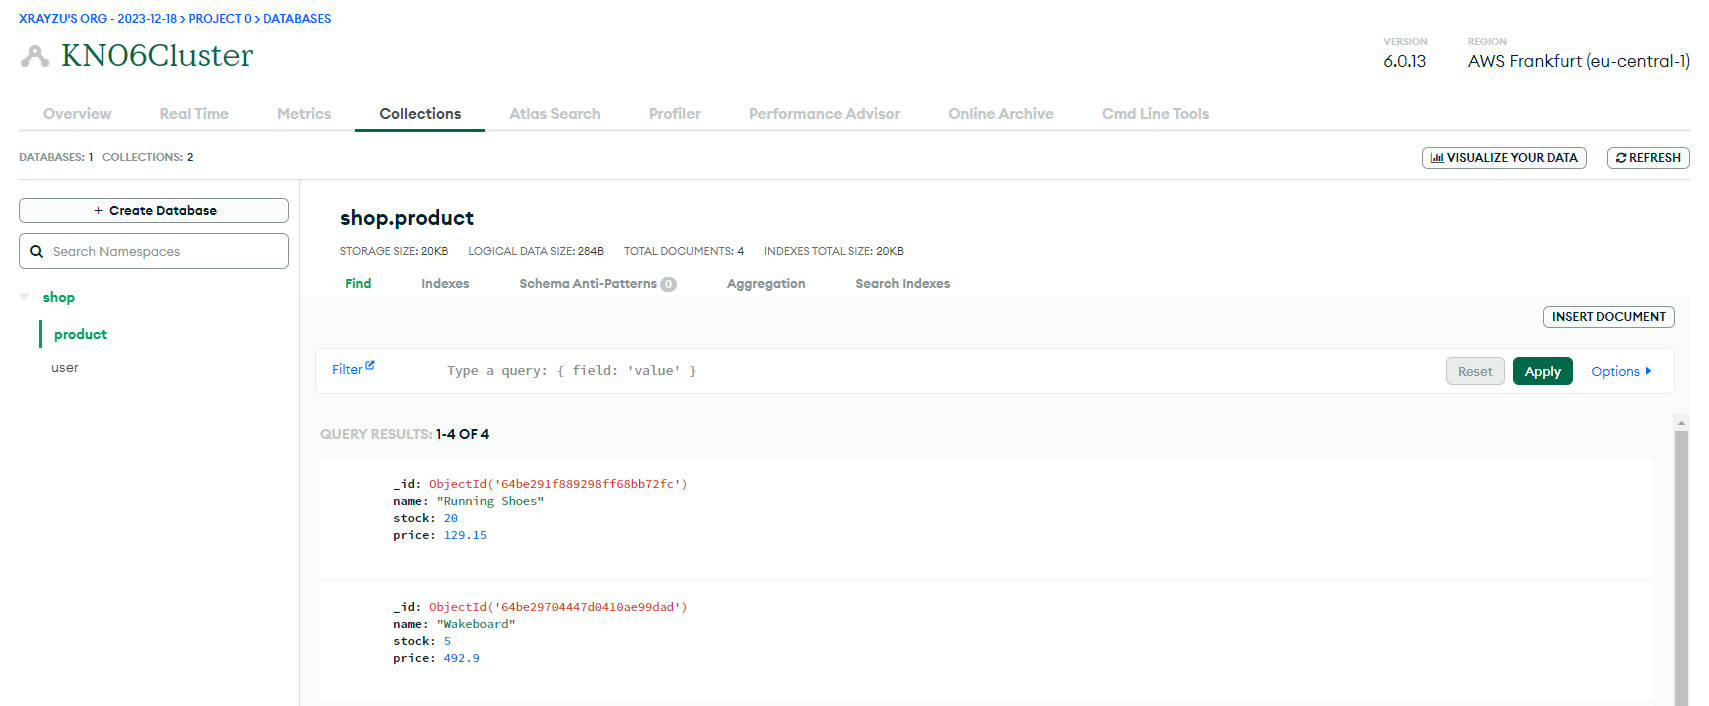 XRAYZU'S ORG - 2023-12-18 > PROJECT 0 > DATABASES
KN06Cluster
VERSION
6.0.13
REGION
AWS Frankfurt (eu-central-1)
Overview Real Time Metrics Collections Atlas Search Profiler Performance Advisor Online Archive Cmd Line Tools
DATABASES: 1 COLLECTIONS: 2
VISUALIZE YOUR DATA
REFRESH
+ Create Database
Search Namespaces
shop
product
user
shop.product
STORAGE SIZE: 20KB LOGICAL DATA SIZE: 284B TOTAL DOCUMENTS: 4 INDEXES TOTAL SIZE: 20KB
Find Indexes Schema Anti-Patterns 0 Aggregation Search Indexes
INSERT DOCUMENT
Filter Type a query: { field: 'value' } Reset Apply Options
QUERY RESULTS: 1-4 OF 4
_id: ObjectId('64be291f889298ff68bb72fc')
name: "Running Shoes"
stock: 20
price: 129.15
_id: ObjectId('64be29704447d0410ae99dad')
name: "Wakeboard"
stock: 5
price: 492.9